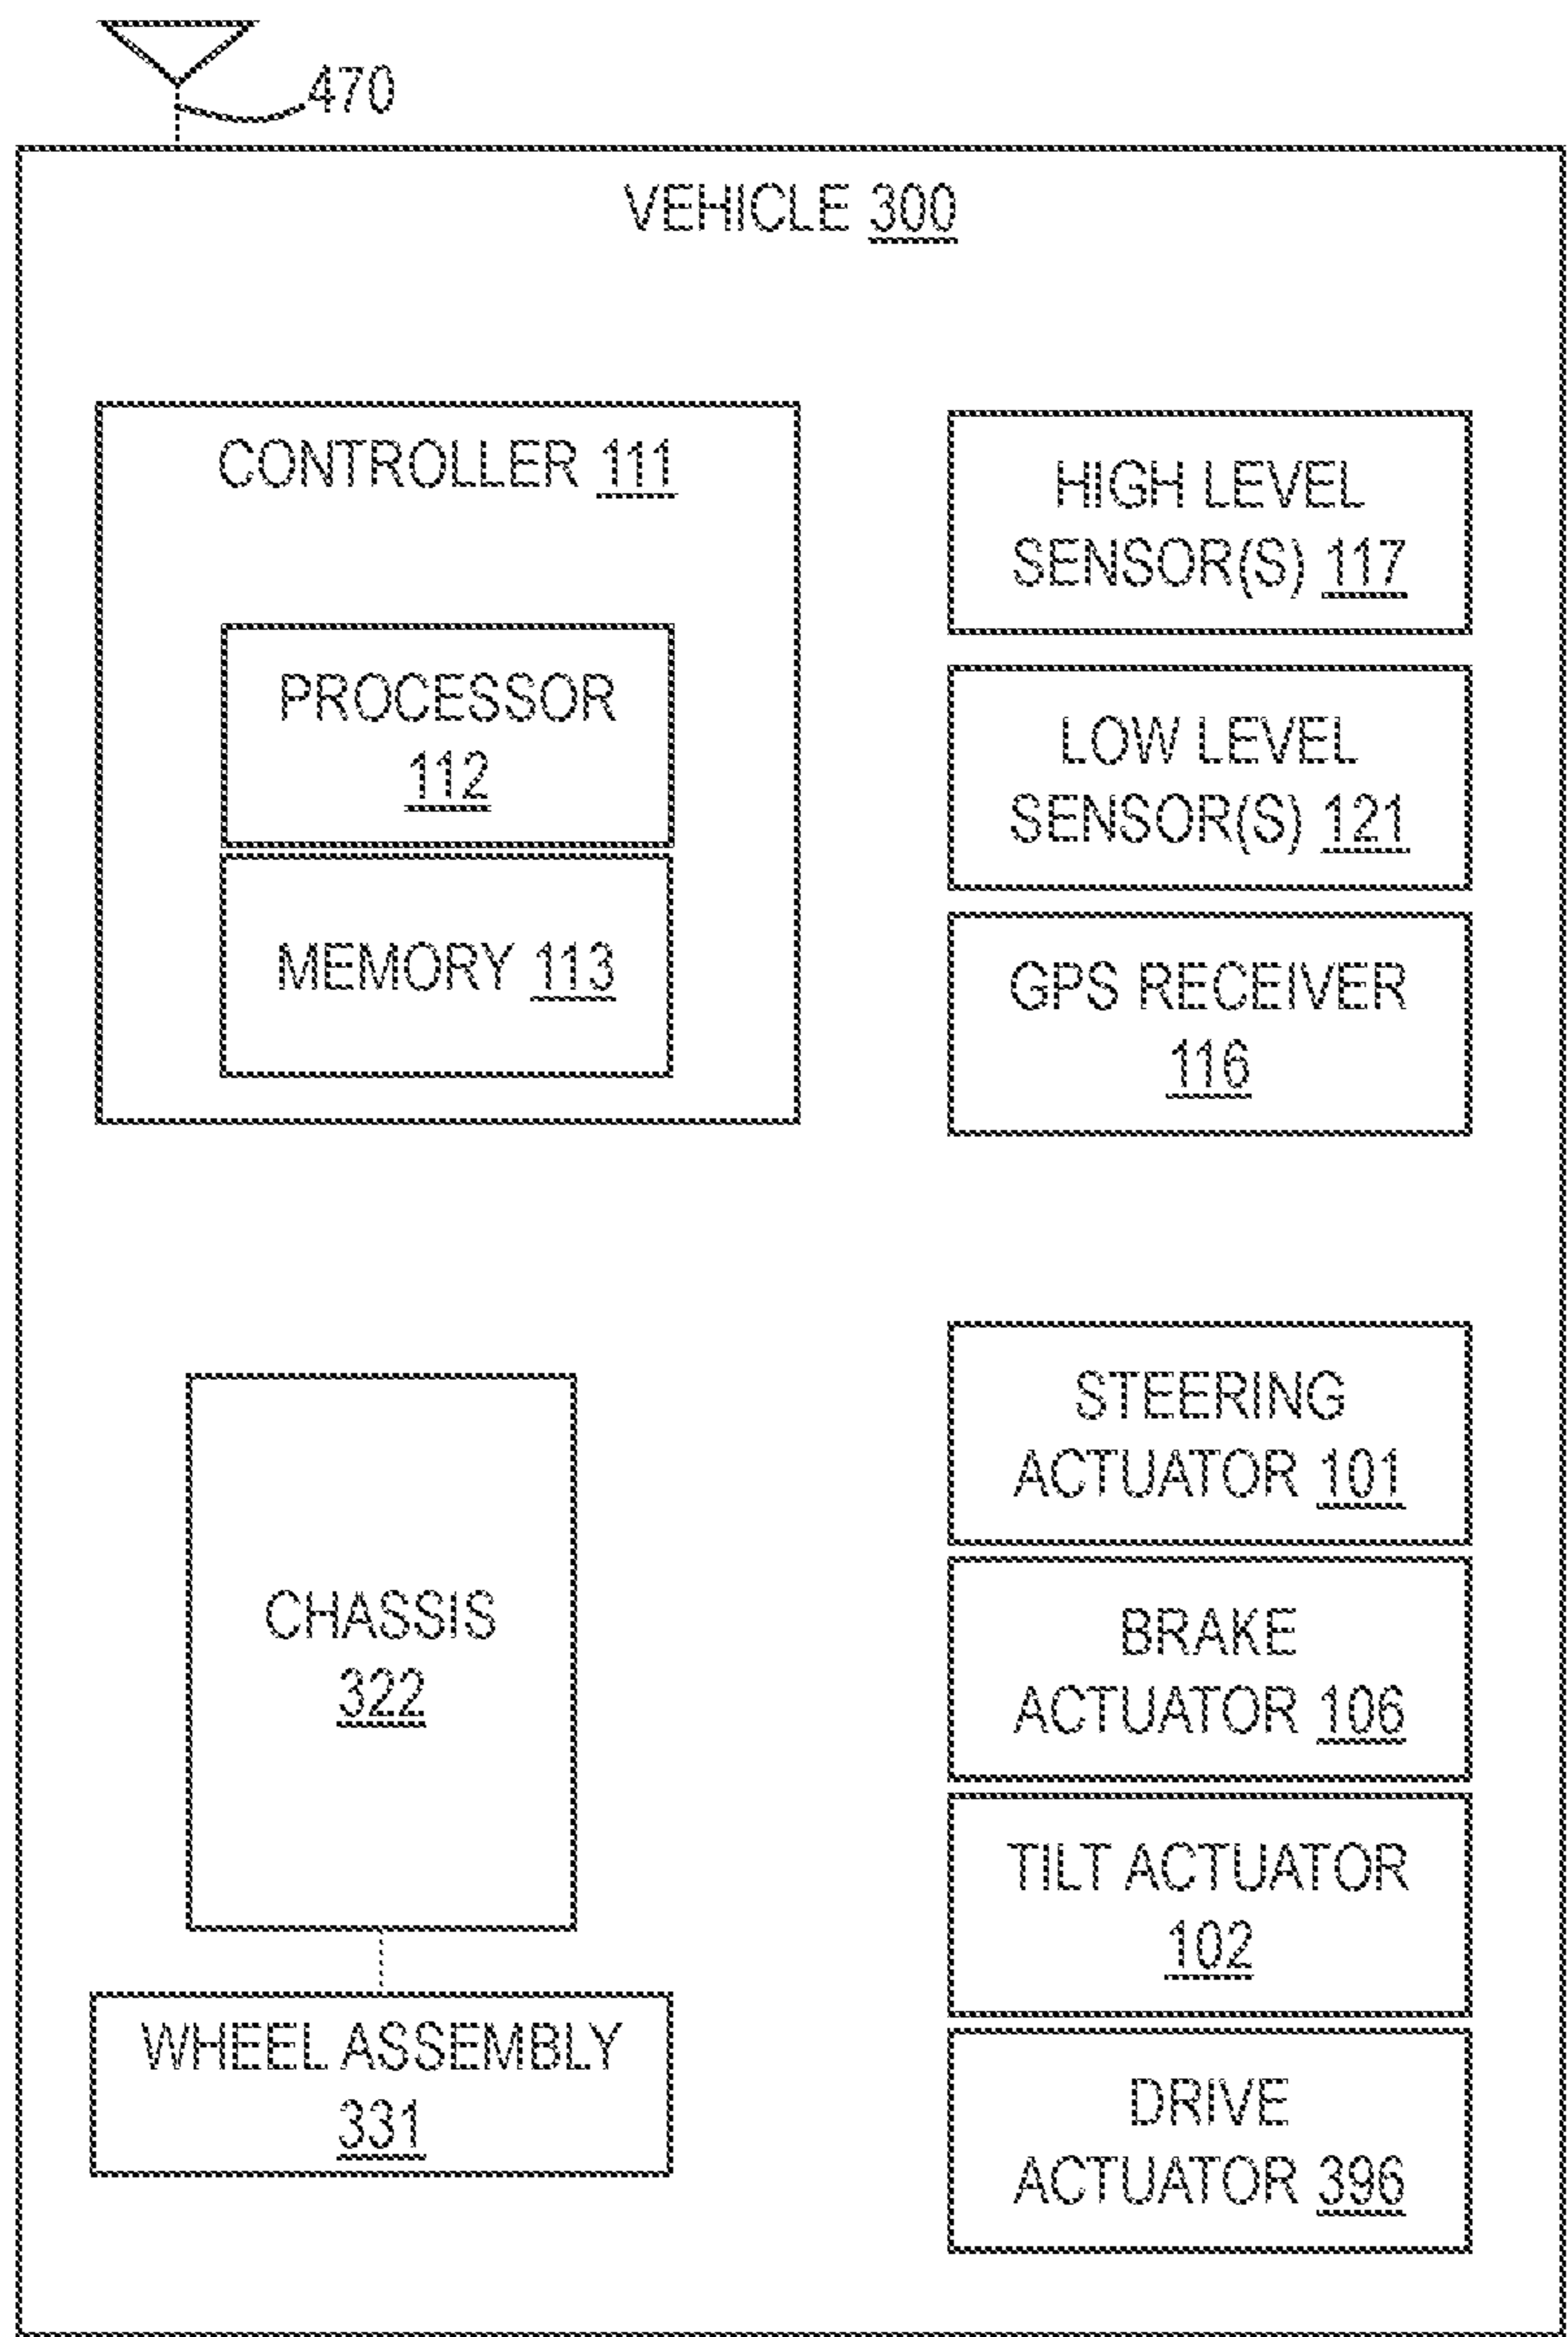 470
VEHICLE 300
CONTROLLER 111
PROCESSOR
112
MEMORY 113
HIGH LEVEL
SENSOR(S) 117
LOW LEVEL
SENSOR(S) 121
GPS RECEIVER
116
CHASSIS
322
WHEEL ASSEMBLY
331
STEERING
ACTUATOR 101
BRAKE
ACTUATOR 106
TILT ACTUATOR
102
DRIVE
ACTUATOR 396